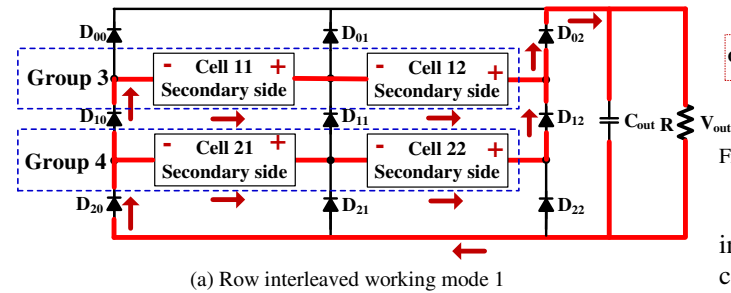 D00 D01 D02
Group 3
- Cell 11 +
Secondary side
- Cell 12 +
Secondary side
D10 D11 D12
Cout R Vout
Group 4
- Cell 21 +
Secondary side
- Cell 22 +
Secondary side
D20 D21 D22
(a) Row interleaved working mode 1
F
in
c